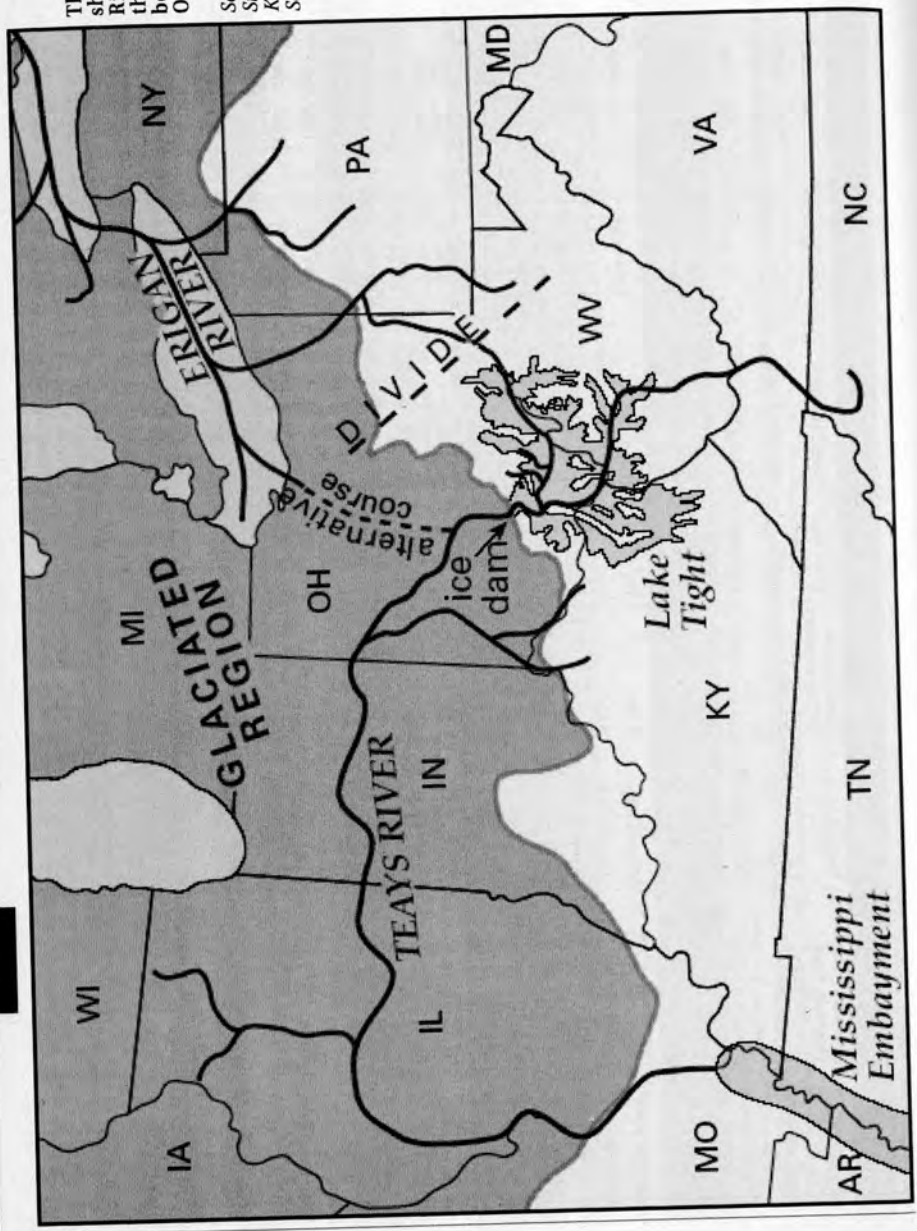 WI
MI
NY
IA
GLACIATED
REGION
ERIGAN
RIVER
DIVIDE
alternative
course
OH
PA
MD
TEAYS RIVER
IN
IL
ice
dam
WV
VA
Lake
Tight
KY
MO
AR
Mississippi
Embayment
TN
NC